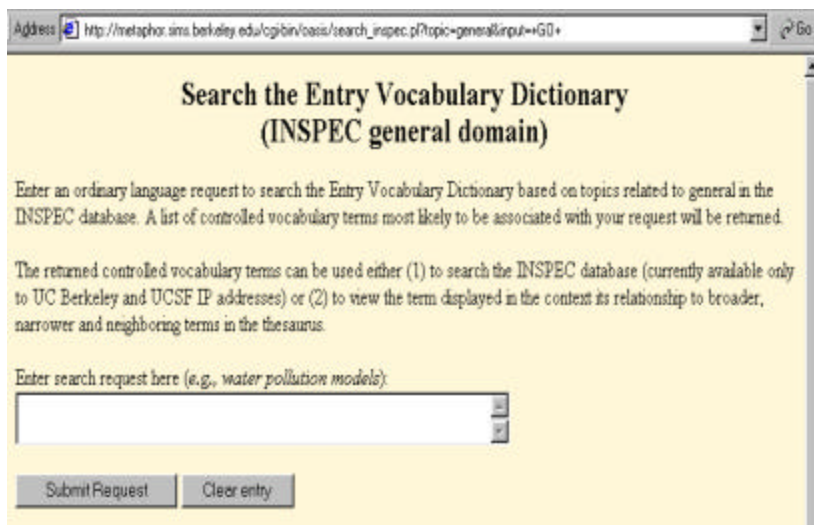 Address http://metaphor.sims.berkeley.edu/cgi-bin/oasis/search_inspec.pl?topic=general&input=+GO+ Go
Search the Entry Vocabulary Dictionary
(INSPEC general domain)
Enter an ordinary language request to search the Entry Vocabulary Dictionary based on topics related to general in the
INSPEC database. A list of controlled vocabulary terms most likely to be associated with your request will be returned.
The returned controlled vocabulary terms can be used either (1) to search the INSPEC database (currently available only
to UC Berkeley and UCSF IP addresses) or (2) to view the term displayed in the context its relationship to broader,
narrower and neighboring terms in the thesaurus.
Enter search request here (e.g., water pollution models):
Submit Request Clear entry